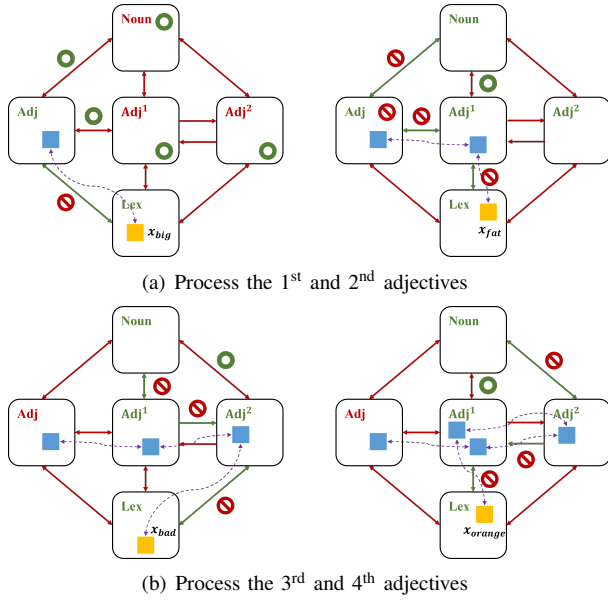 Noun
Adj
Adj¹
Adj²
Lex
x_big
Noun
Adj
Adj¹
Adj²
Lex
x_fat
(a) Process the 1st and 2nd adjectives
Noun
Adj
Adj¹
Adj²
Lex
x_bad
Noun
Adj
Adj¹
Adj²
Lex
x_orange
(b) Process the 3rd and 4th adjectives